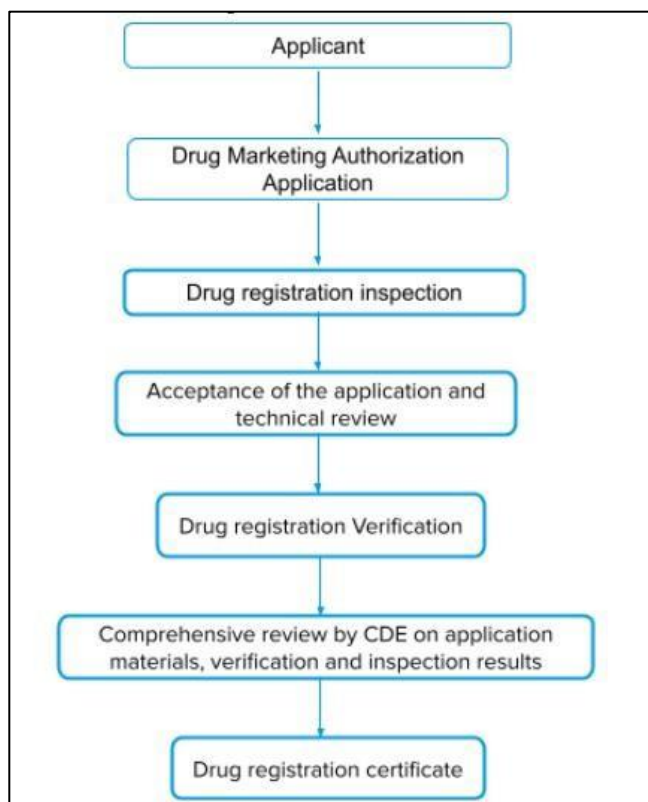 Applicant
Drug Marketing Authorization
Application
Drug registration inspection
Acceptance of the application and
technical review
Drug registration Verification
Comprehensive review by CDE on application
materials, verification and inspection results
Drug registration certificate